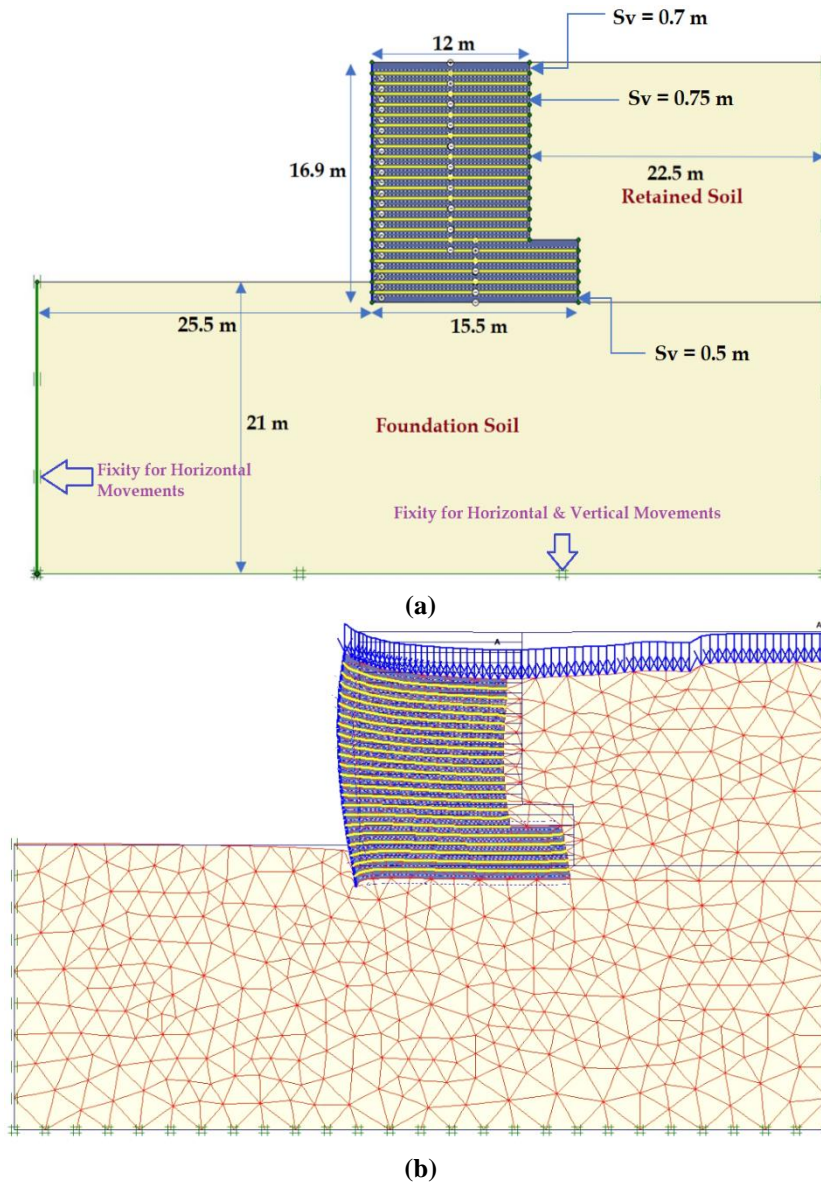 Sv = 0.7 m
12 m
Sv = 0.75 m
16.9 m
22.5 m
Retained Soil
25.5 m
15.5 m
Sv = 0.5 m
21 m
Foundation Soil
Fixity for Horizontal
Movements
Fixity for Horizontal & Vertical Movements
(a)
A
A
(b)